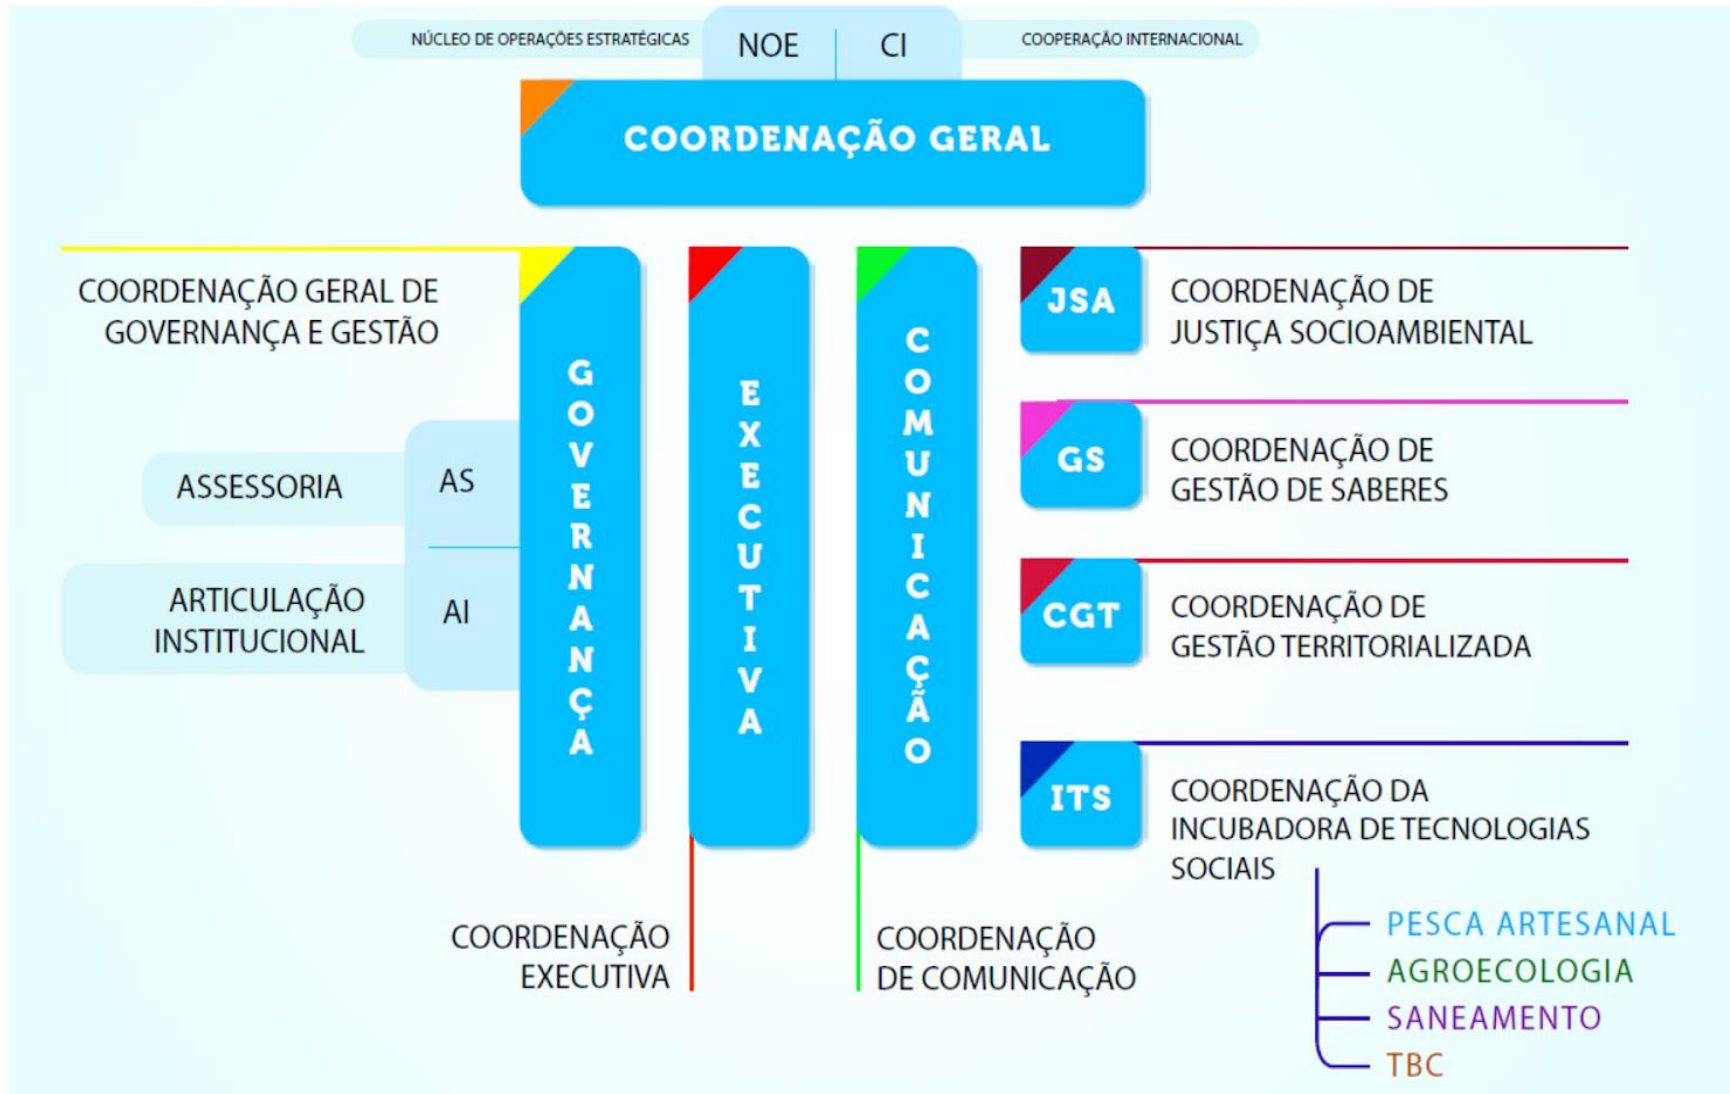 NÚCLEO DE OPERAÇÕES ESTRATÉGICAS
NOE
CI
COOPERAÇÃO INTERNACIONAL
COORDENAÇÃO GERAL
COORDENAÇÃO GERAL DE
GOVERNANÇA E GESTÃO
ASSESSORIA
AS
ARTICULAÇÃO
INSTITUCIONAL
AI
GOVERNANÇA
EXECUTIVA
COMUNICAÇÃO
COORDENAÇÃO
EXECUTIVA
COORDENAÇÃO
DE COMUNICAÇÃO
JSA
COORDENAÇÃO DE
JUSTIÇA SOCIOAMBIENTAL
GS
COORDENAÇÃO DE
GESTÃO DE SABERES
CGT
COORDENAÇÃO DE
GESTÃO TERRITORIALIZADA
ITS
COORDENAÇÃO DA
INCUBADORA DE TECNOLOGIAS
SOCIAIS
PESCA ARTESANAL
AGROECOLOGIA
SANEAMENTO
TBC